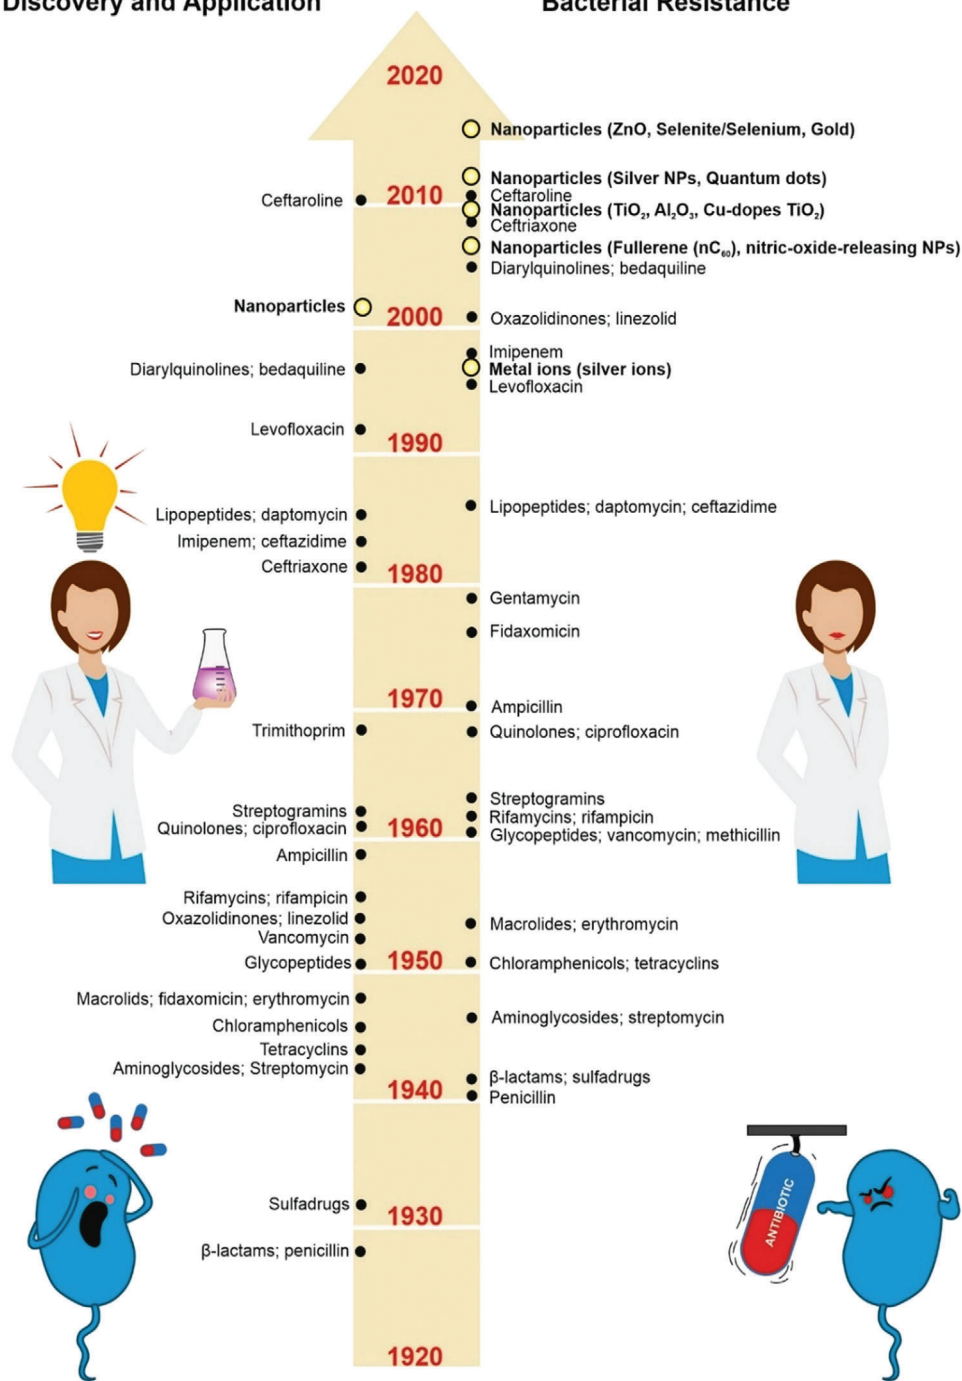 Discovery and Application
Bacterial Resistance
2020
Nanoparticles (ZnO, Selenite/Selenium, Gold)
Nanoparticles (Silver NPs, Quantum dots)
Ceftaroline
2010
Ceftaroline
Nanoparticles (TiO₂, Al₂O₃, Cu-dopes TiO₂)
Ceftriaxone
Nanoparticles (Fullerene (nC₆₀), nitric-oxide-releasing NPs)
Diarylquinolines; bedaquiline
Nanoparticles
2000
Oxazolidinones; linezolid
Imipenem
Diarylquinolines; bedaquiline
Metal ions (silver ions)
Levofloxacin
Levofloxacin
1990
Lipopeptides; daptomycin
Lipopeptides; daptomycin; ceftazidime
Imipenem; ceftazidime
Ceftriaxone
1980
Gentamycin
Fidaxomicin
1970
Ampicillin
Trimithoprim
Quinolones; ciprofloxacin
Streptogramins
Streptogramins
Rifamycins; rifampicin
Quinolones; ciprofloxacin
1960
Glycopeptides; vancomycin; methicillin
Ampicillin
Rifamycins; rifampicin
Oxazolidinones; linezolid
Macrolides; erythromycin
Vancomycin
Glycopeptides
1950
Chloramphenicols; tetracyclins
Macrolids; fidaxomicin; erythromycin
Aminoglycosides; streptomycin
Chloramphenicols
Tetracyclins
Aminoglycosides; Streptomycin
β-lactams; sulfadrugs
1940
Penicillin
ANTIBIOTIC
Sulfadrugs
1930
β-lactams; penicillin
1920